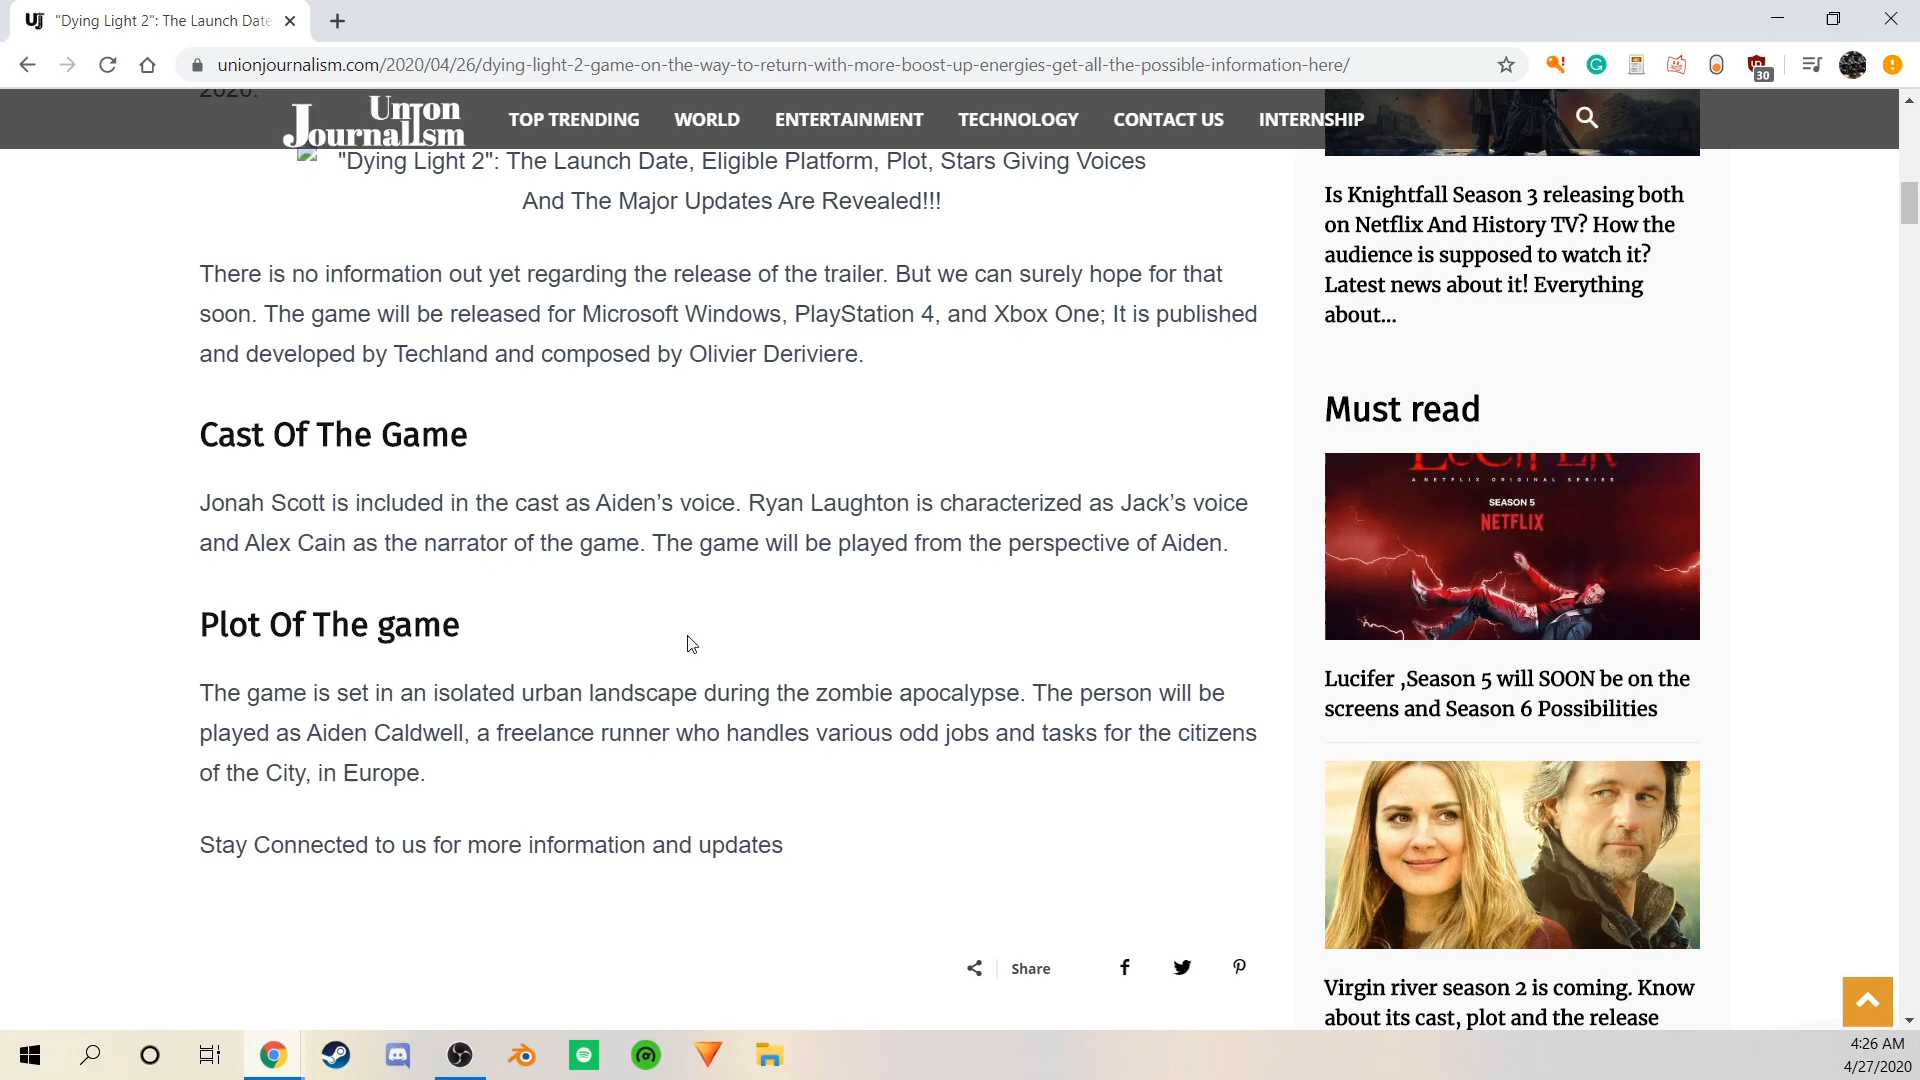 "Dying Light 2": The Launch Date
unionjournalism.com/2020/04/26/dying-light-2-game-on-the-way-to-return-with-more-boost-up-energies-get-all-the-possible-information-here/
30
2020.
Union
Journalism
TOP TRENDING
WORLD
ENTERTAINMENT
TECHNOLOGY
CONTACT US
INTERNSHIP
"Dying Light 2": The Launch Date, Eligible Platform, Plot, Stars Giving Voices
And The Major Updates Are Revealed!!!
There is no information out yet regarding the release of the trailer. But we can surely hope for that
soon. The game will be released for Microsoft Windows, PlayStation 4, and Xbox One; It is published
and developed by Techland and composed by Olivier Deriviere.
Cast Of The Game
Jonah Scott is included in the cast as Aiden’s voice. Ryan Laughton is characterized as Jack’s voice
and Alex Cain as the narrator of the game. The game will be played from the perspective of Aiden.
Plot Of The game
The game is set in an isolated urban landscape during the zombie apocalypse. The person will be
played as Aiden Caldwell, a freelance runner who handles various odd jobs and tasks for the citizens
of the City, in Europe.
Stay Connected to us for more information and updates
Share
Is Knightfall Season 3 releasing both
on Netflix And History TV? How the
audience is supposed to watch it?
Latest news about it! Everything
about...
Must read
LUCIFER
A NETFLIX ORIGINAL SERIES
SEASON 5
NETFLIX
Lucifer ,Season 5 will SOON be on the
screens and Season 6 Possibilities
Virgin river season 2 is coming. Know
about its cast, plot and the release
4:26 AM
4/27/2020